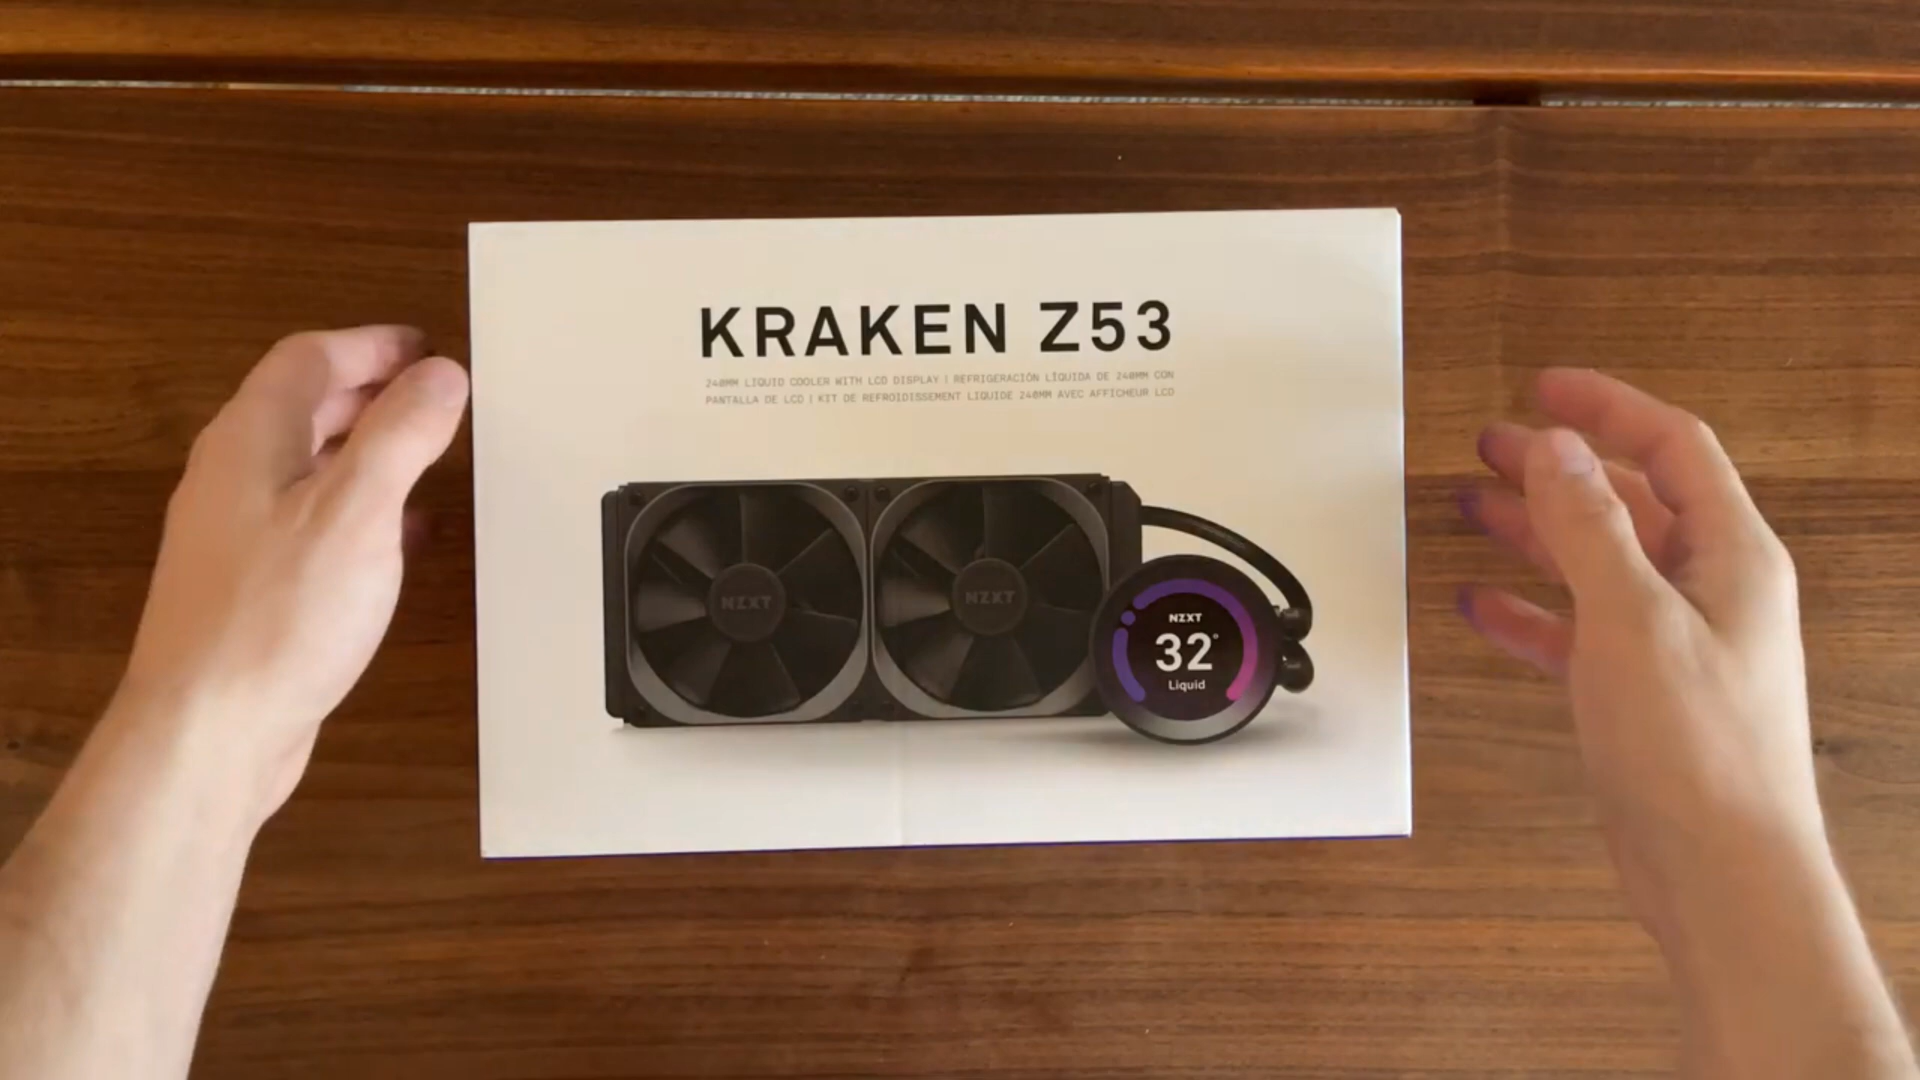 KRAKEN Z53
240MM LIQUID COOLER WITH LCD DISPLAY | REFRIGERACIÓN LÍQUIDA DE 240MM CON
PANTALLA DE LCD | KIT DE REFROIDISSEMENT LIQUIDE 240MM AVEC AFFICHEUR LCD
NZXT
NZXT
NZXT
32°
Liquid